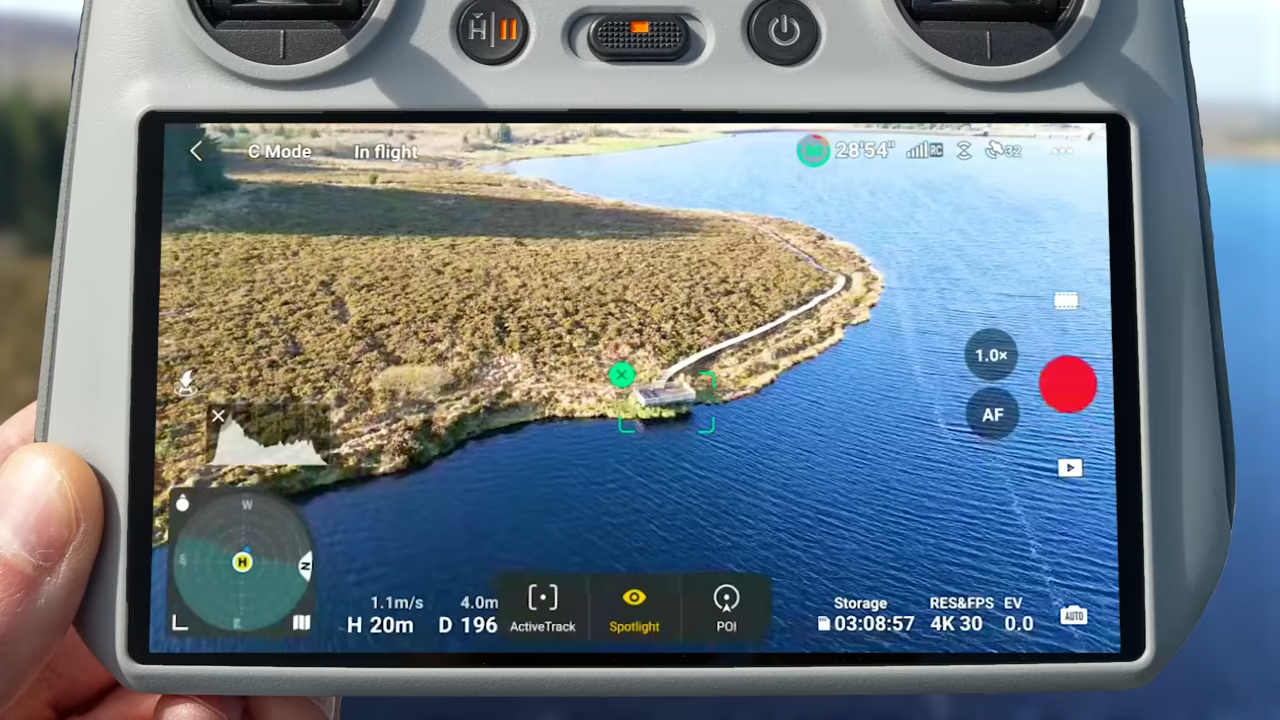 H
C Mode
In flight
28'54"
RC
32
1.0×
AF
W
S
H
N
E
1.1m/s
4.0m
H 20m
D 196
ActiveTrack
Spotlight
POI
Storage
RES&FPS
EV
03:08:57
4K 30
0.0
AUTO